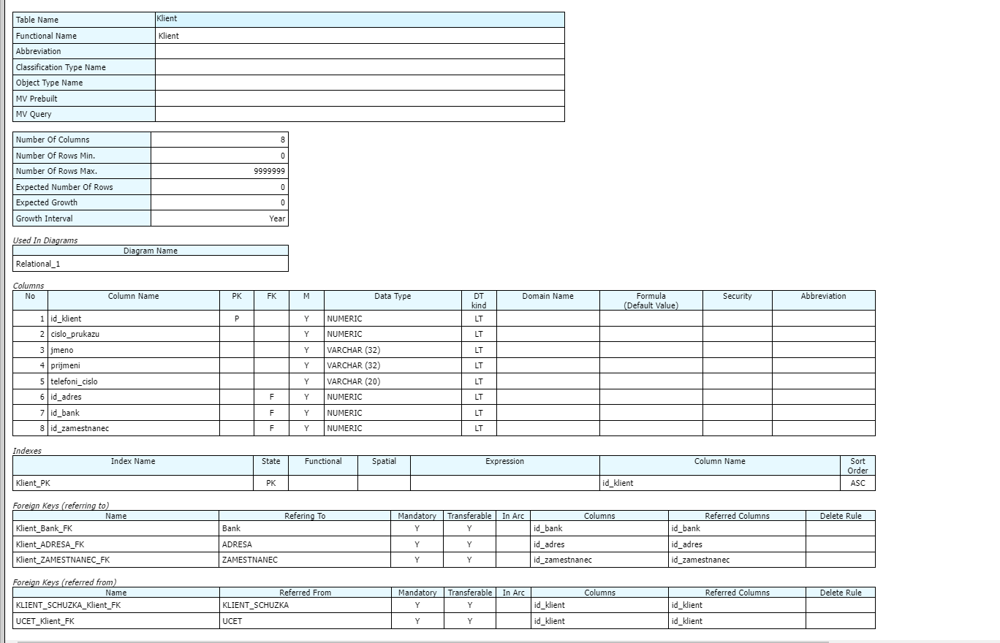 Table Name Klient
Functional Name Klient
Abbreviation
Classification Type Name
Object Type Name
MV Prebuilt
MV Query
Number Of Columns 8
Number Of Rows Min. 0
Number Of Rows Max. 9999999
Expected Number Of Rows 0
Expected Growth 0
Growth Interval Year
Used In Diagrams
Diagram Name
Relational_1
Columns
No Column Name PK FK M Data Type DT kind Domain Name Formula (Default Value) Security Abbreviation
1 id_klient P Y NUMERIC LT
2 cislo_prukazu Y NUMERIC LT
3 jmeno Y VARCHAR (32) LT
4 prijmeni Y VARCHAR (32) LT
5 telefoni_cislo Y VARCHAR (20) LT
6 id_adres F Y NUMERIC LT
7 id_bank F Y NUMERIC LT
8 id_zamestnanec F Y NUMERIC LT
Indexes
Index Name State Functional Spatial Expression Column Name Sort Order
Klient_PK PK id_klient ASC
Foreign Keys (referring to)
Name Refering To Mandatory Transferable In Arc Columns Referred Columns Delete Rule
Klient_Bank_FK Bank Y Y id_bank id_bank
Klient_ADRESA_FK ADRESA Y Y id_adres id_adres
Klient_ZAMESTNANEC_FK ZAMESTNANEC Y Y id_zamestnanec id_zamestnanec
Foreign Keys (referred from)
Name Referred From Mandatory Transferable In Arc Columns Referred Columns Delete Rule
KLIENT_SCHUZKA_Klient_FK KLIENT_SCHUZKA Y Y id_klient id_klient
UCET_Klient_FK UCET Y Y id_klient id_klient